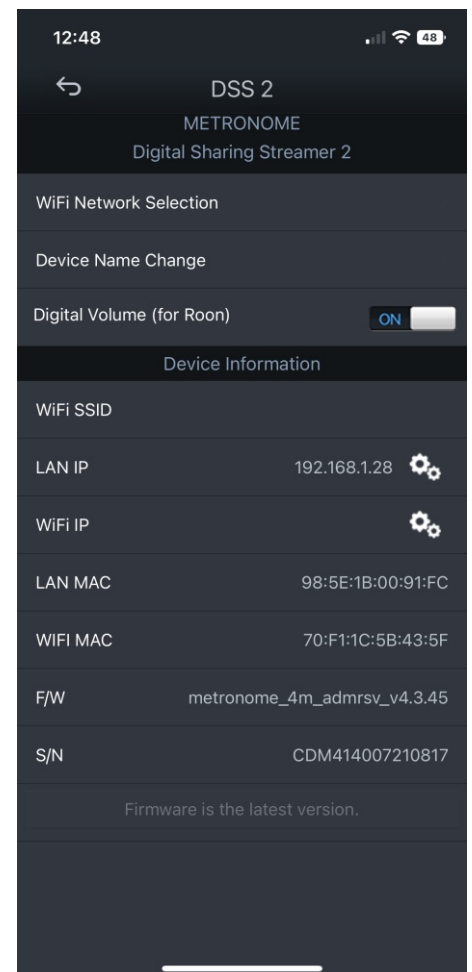 12:48
48
DSS 2
METRONOME
Digital Sharing Streamer 2
WiFi Network Selection
Device Name Change
Digital Volume (for Roon) ON
Device Information
WiFi SSID
LAN IP 192.168.1.28
WiFi IP
LAN MAC 98:5E:1B:00:91:FC
WIFI MAC 70:F1:1C:5B:43:5F
F/W metronome_4m_admrsv_v4.3.45
S/N CDM414007210817
Firmware is the latest version.